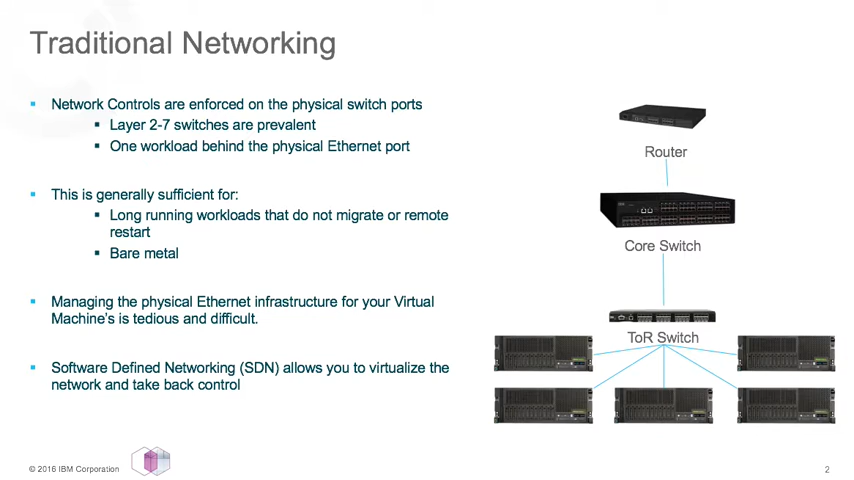 Traditional Networking
Network Controls are enforced on the physical switch ports
Layer 2-7 switches are prevalent
One workload behind the physical Ethernet port
This is generally sufficient for:
Long running workloads that do not migrate or remote
restart
Bare metal
Managing the physical Ethernet infrastructure for your Virtual
Machine's is tedious and difficult.
Software Defined Networking (SDN) allows you to virtualize the
network and take back control
Router
Core Switch
ToR Switch
© 2016 IBM Corporation
2